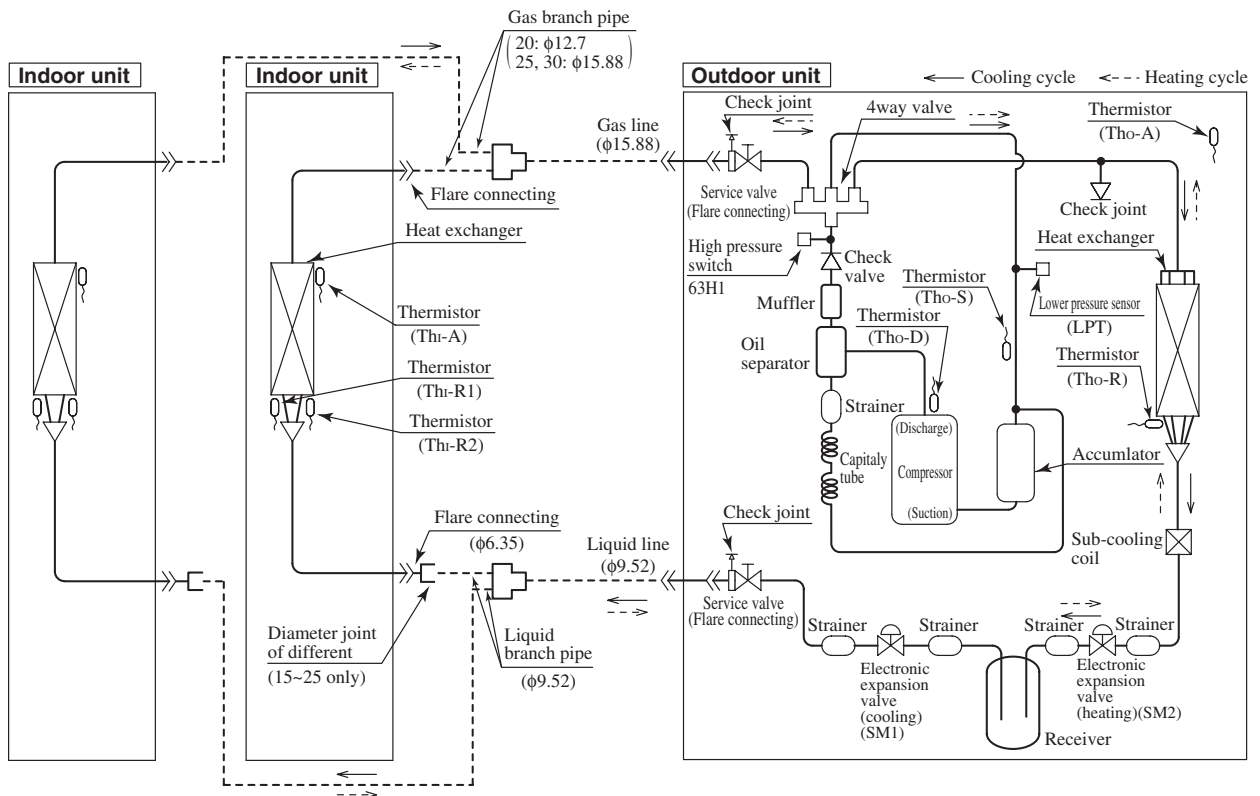 Gas branch pipe
20: ϕ12.7
25, 30: ϕ15.88
Indoor unit
Indoor unit
Outdoor unit
Cooling cycle
Heating cycle
Check joint
4way valve
Thermistor
(Tho-A)
Gas line
(ϕ15.88)
Flare connecting
Service valve
(Flare connecting)
Check joint
Heat exchanger
Heat exchanger
High pressure
switch
63H1
Check
valve
Thermistor
(Tho-S)
Lower pressure sensor
(LPT)
Muffler
Thermistor
(Tho-D)
Thermistor
(ThI-A)
Oil
separator
Thermistor
(Tho-R)
Thermistor
(ThI-R1)
Strainer
Thermistor
(ThI-R2)
(Discharge)
Capitaly
tube
Compressor
Accumlator
(Suction)
Flare connecting
(ϕ6.35)
Check joint
Liquid line
(ϕ9.52)
Sub-cooling
coil
Service valve
(Flare connecting)
Diameter joint
of different
(15~25 only)
Liquid
branch pipe
(ϕ9.52)
Strainer
Strainer
Strainer
Strainer
Electronic
expansion
valve
(cooling)
(SM1)
Electronic
expansion
valve
(heating)(SM2)
Receiver